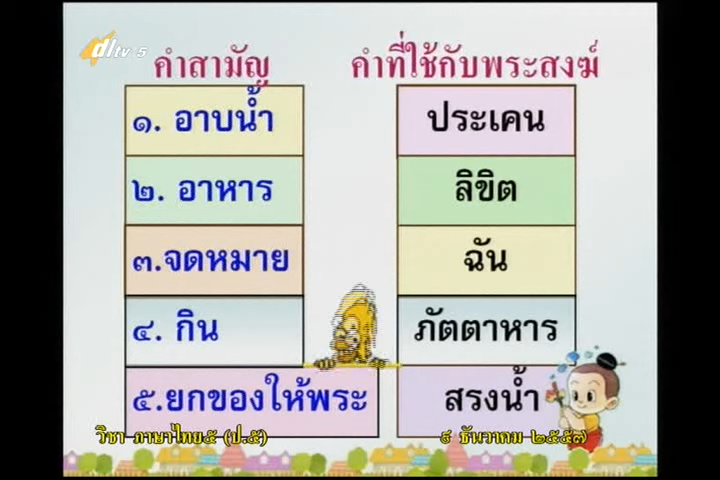 dltv 5
คำสามัญ คำที่ใช้กับพระสงฆ์
๑. อาบน้ำ ประเคน
๒. อาหาร ลิขิต
๓.จดหมาย ฉัน
๔. กิน ภัตตาหาร
๕.ยกของให้พระ สรงน้ำ
วิชา ภาษาไทย๕ (ป.๕) ๙ ธันวาคม ๒๕๕๗